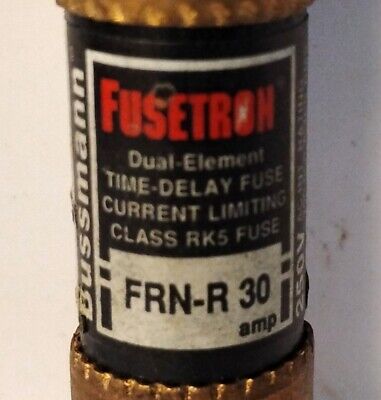 FUSETRON
Dual-Element
TIME-DELAY FUSE
CURRENT LIMITING
CLASS RK5 FUSE
FRN-R 30
amp
Bussmann
250V